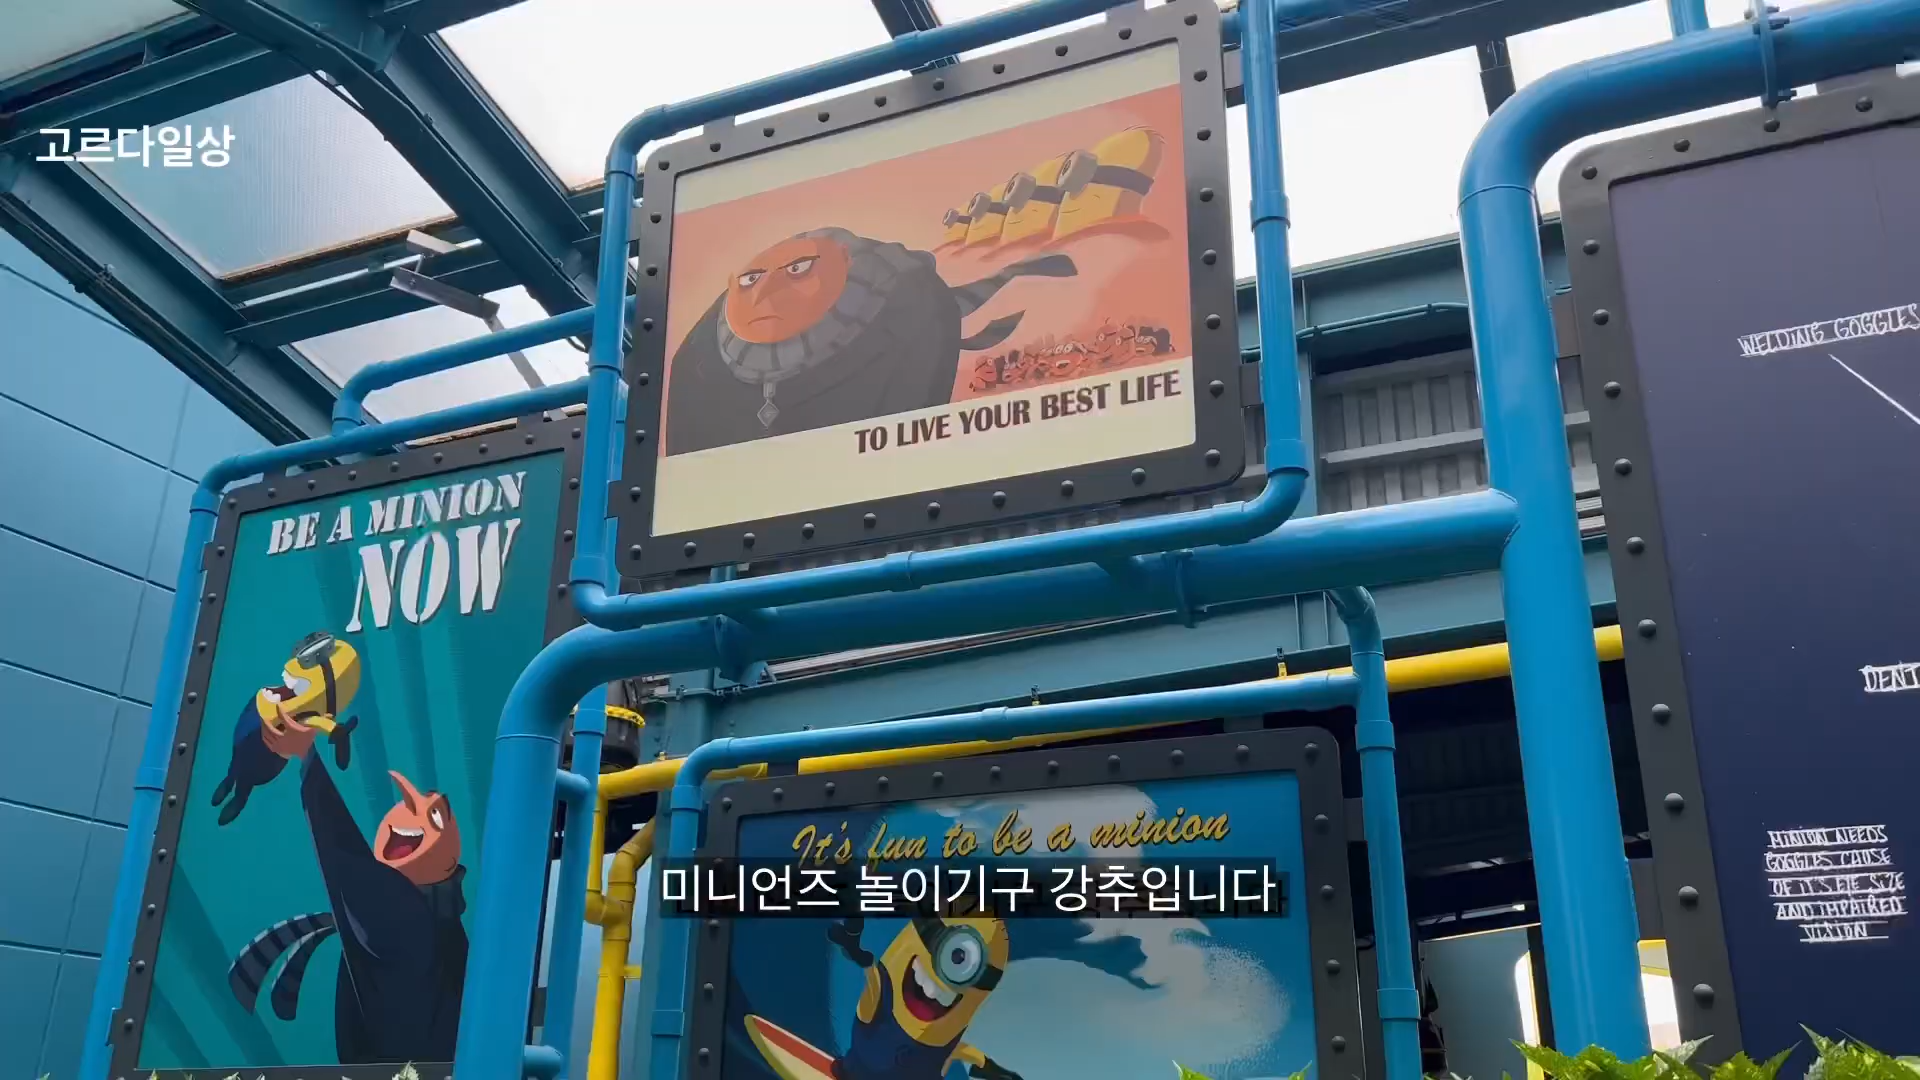 고르다일상
TO LIVE YOUR BEST LIFE
BE A MINION
NOW
WELDING GOGGLES
DENT
It's fun to be a minion
미니언즈 놀이기구 강추입니다
MINION NEEDS
GOGGLES CAUSE
OF IT'S EYE SIZE
AND IMPAIRED
VISION